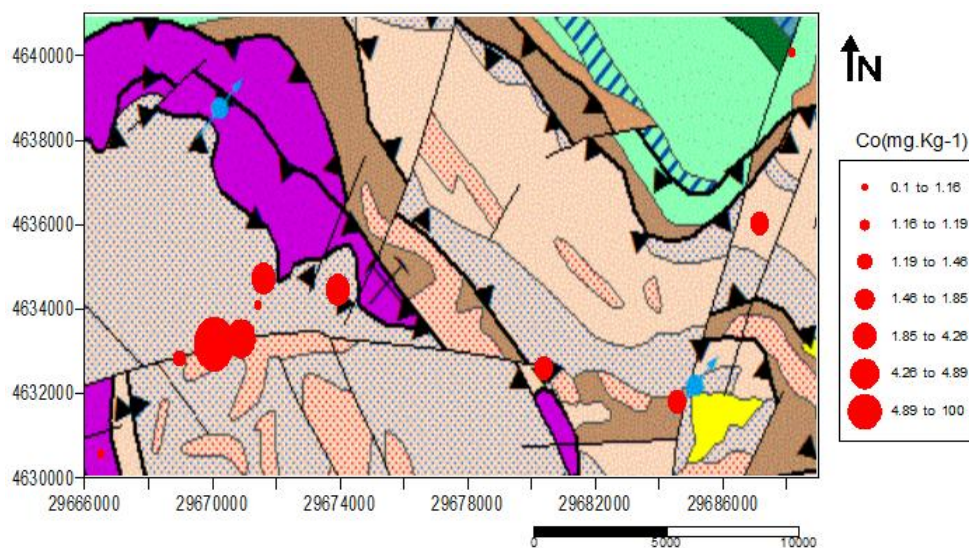 4640000
4638000
4636000
4634000
4632000
4630000
29666000 29670000 29674000 29678000 29682000 29686000
N
Co(mg.Kg-1)
0.1 to 1.16
1.16 to 1.19
1.19 to 1.46
1.46 to 1.85
1.85 to 4.26
4.26 to 4.89
4.89 to 100
0 5000 10000